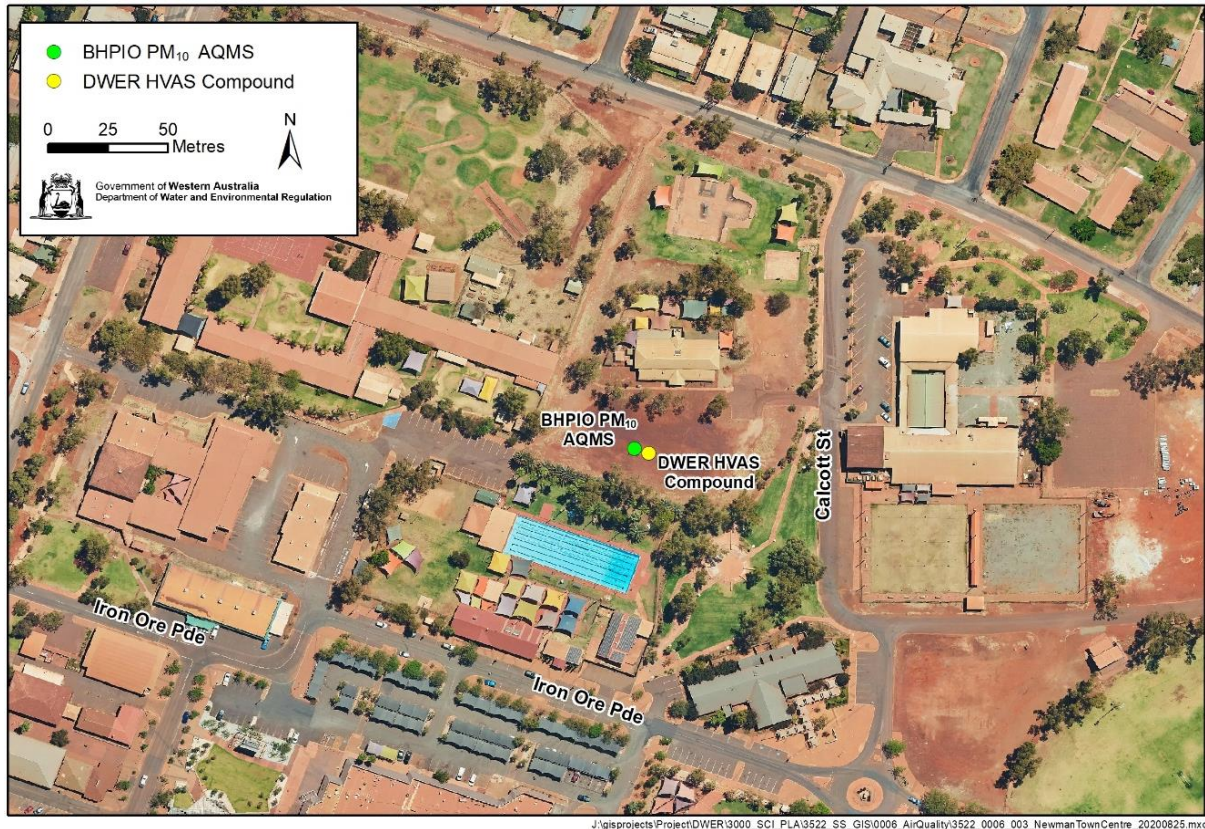 BHPIO PM₁₀ AQMS
DWER HVAS Compound
0 25 50
Metres
N
Government of Western Australia
Department of Water and Environmental Regulation
BHPIO PM₁₀
AQMS
DWER HVAS
Compound
Calcott St
Iron Ore Pde
Iron Ore Pde
J:\gisprojects\Project\DWER\3000_SCI_PLA\3522_SS_GIS\0006_AirQuality\3522_0006_003_NewmanTownCentre_20200825.mxd